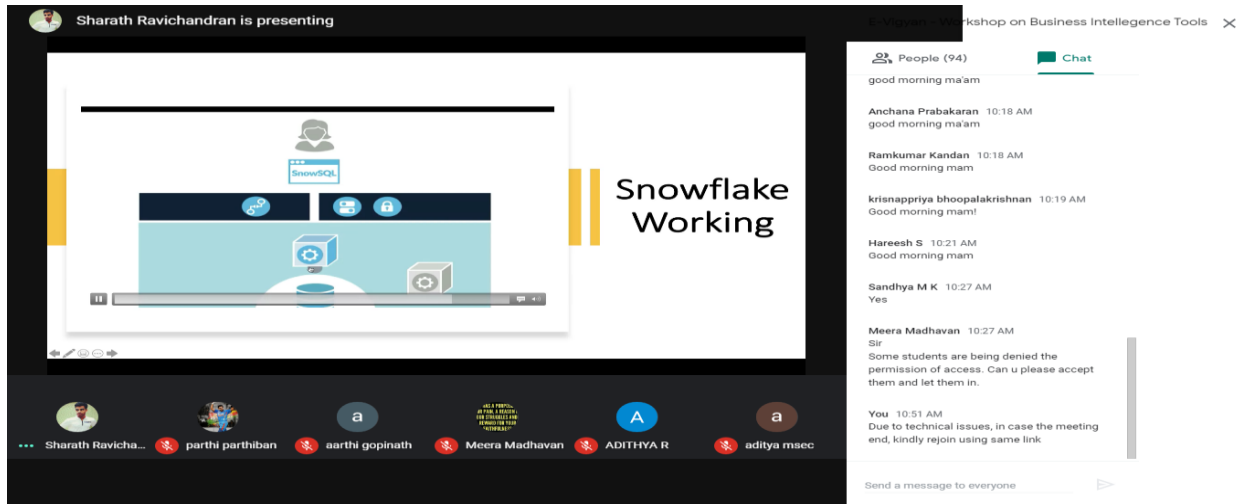 Sharath Ravichandran is presenting
E-Vigyan - Workshop on Business Intellegence Tools
People (94)
Chat
good morning ma'am
Anchana Prabakaran 10:18 AM
good morning ma'am
Ramkumar Kandan 10:18 AM
Good morning mam
krisnappriya bhoopalakrishnan 10:19 AM
Good morning mam!
Hareesh S 10:21 AM
Good morning mam
Sandhya M K 10:27 AM
Yes
Meera Madhavan 10:27 AM
Sir
Some students are being denied the
permission of access. Can u please accept
them and let them in.
You 10:51 AM
Due to technical issues, in case the meeting
end, kindly rejoin using same link
Send a message to everyone
SnowSQL
Snowflake
Working
a
A
a
Sharath Ravicha...
parthi parthiban
aarthi gopinath
Meera Madhavan
ADITHYA R
aditya msec